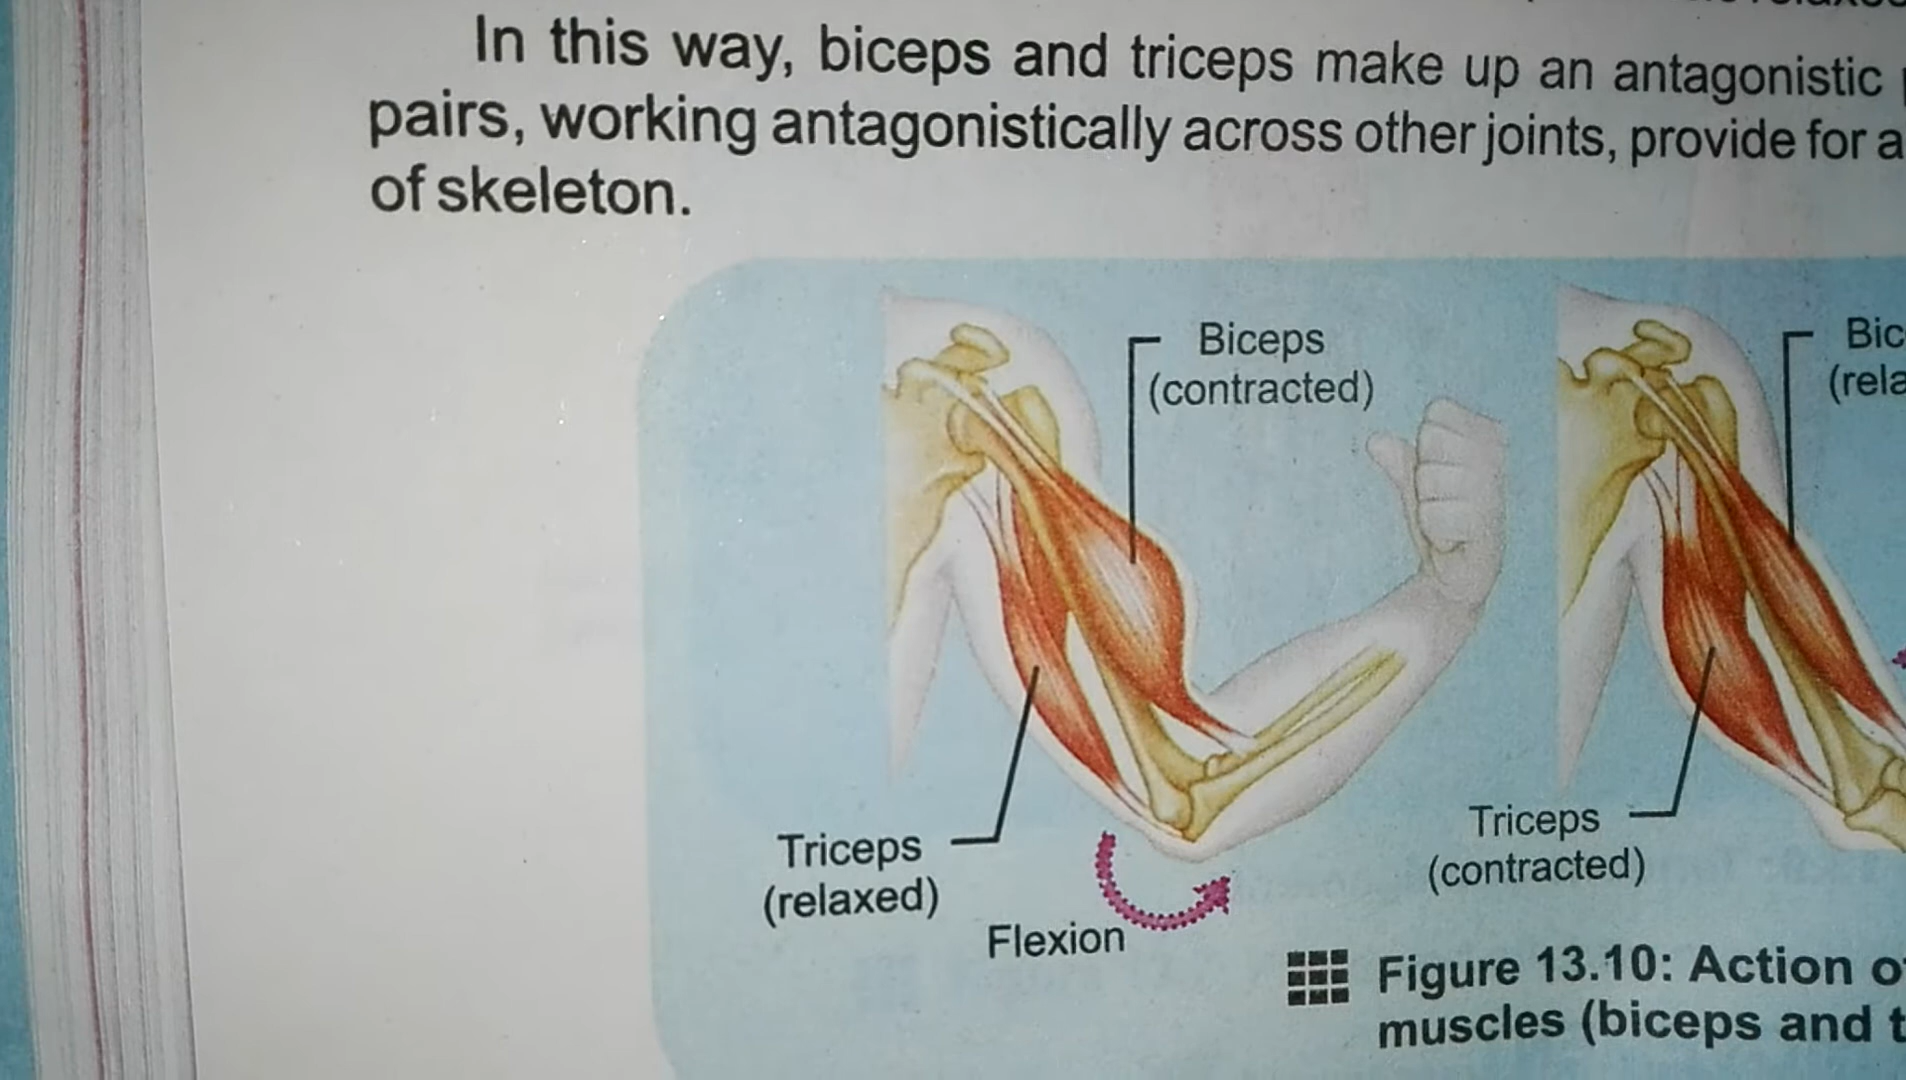 In this way, biceps and triceps make up an antagonistic
pairs, working antagonistically across other joints, provide for a
of skeleton.
Biceps
(contracted)
Triceps
(relaxed)
Flexion
Triceps
(contracted)
Figure 13.10: Action
muscles (biceps and